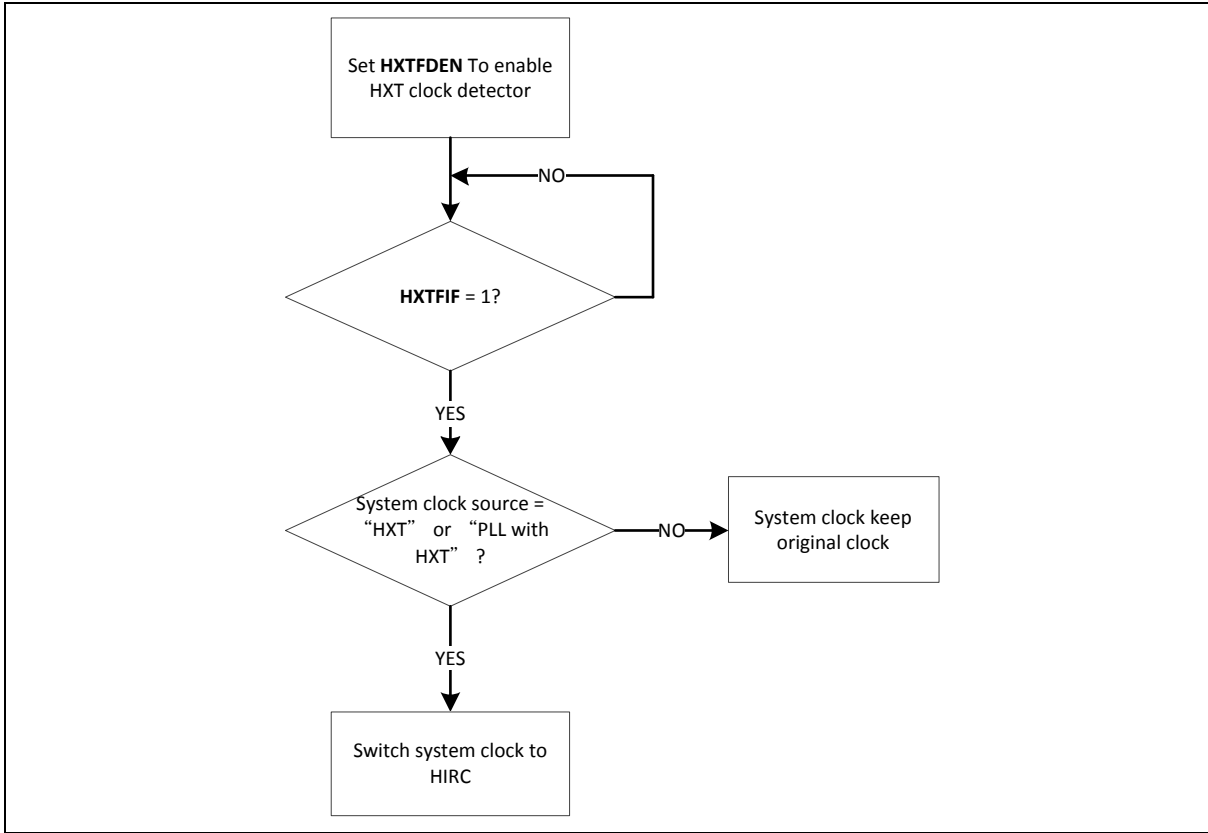 Set HXTFDEN To enable
HXT clock detector
NO
HXTFIF = 1?
YES
System clock source =
“HXT” or “PLL with
HXT” ?
NO
System clock keep
original clock
YES
Switch system clock to
HIRC